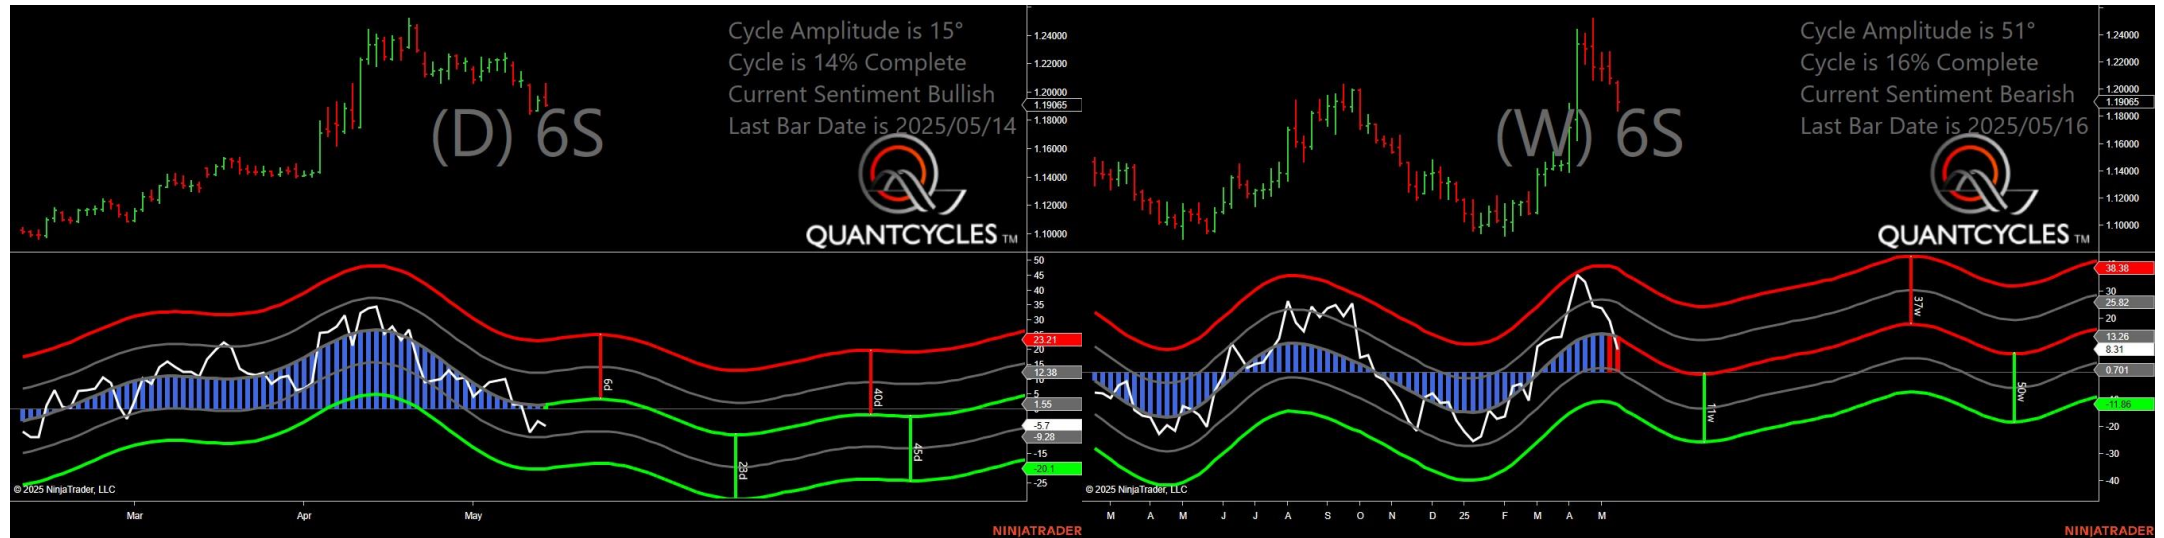 Cycle Amplitude is 15°
Cycle is 14% Complete
Current Sentiment Bullish
Last Bar Date is 2025/05/14
(D) 6S
QUANTCYCLES TM
1.24000
1.22000
1.20000
1.19065
1.18000
1.16000
1.14000
1.12000
1.10000
50
45
40
35
30
23.21
20
15
12.38
10
5
1.55
-5.7
-9.28
-15
-20.1
-25
6d
23d
40d
45d
© 2025 NinjaTrader, LLC
Mar Apr May
NINJATRADER
Cycle Amplitude is 51°
Cycle is 16% Complete
Current Sentiment Bearish
Last Bar Date is 2025/05/16
(W) 6S
QUANTCYCLES TM
1.24000
1.22000
1.20000
1.19065
1.18000
1.16000
1.14000
1.12000
1.10000
38.38
30
25.82
20
13.26
8.31
0.701
-11.86
-20
-30
-40
11w
37w
50w
© 2025 NinjaTrader, LLC
M A M J J A S O N D 25 F M A M
NINJATRADER